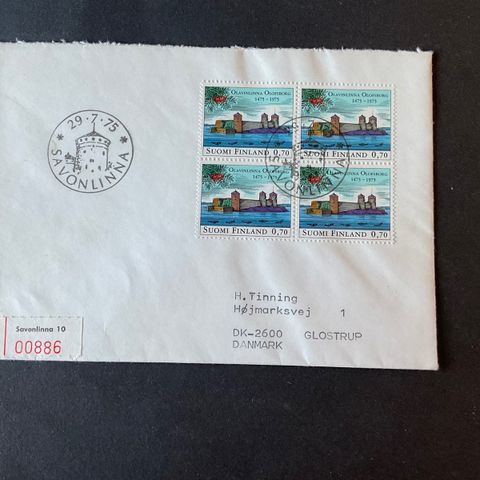 29·7·75
* SAVONLINNA *
OLAVINLINNA OLOFSBORG
1475 - 1975
SUOMI FINLAND 0,70
OLAVINLINNA OLOFSBORG
1475 - 1975
SUOMI FINLAND 0,70
OLAVINLINNA OLOFSBORG
1475 - 1975
SUOMI FINLAND 0,70
OLAVINLINNA OLOFSBORG
1475 - 1975
SUOMI FINLAND 0,70
H.Tinning
Højmarksvej 1
DK-2600 GLOSTRUP
DANMARK
Savonlinna 10
00886